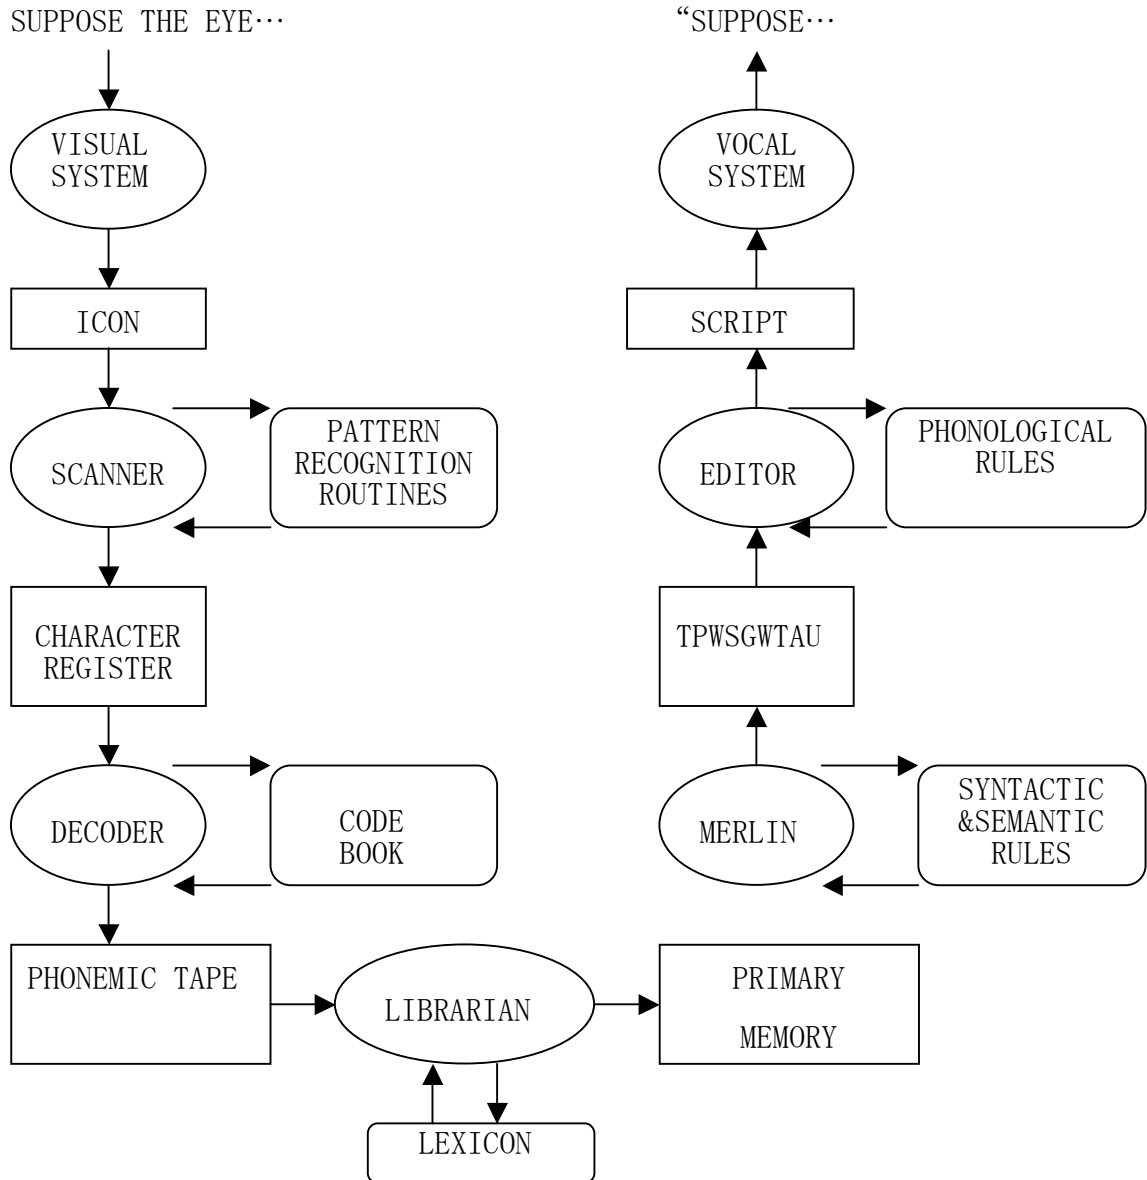 SUPPOSE THE EYE…
“SUPPOSE…
VISUAL
SYSTEM
VOCAL
SYSTEM
ICON
SCRIPT
SCANNER
PATTERN
RECOGNITION
ROUTINES
EDITOR
PHONOLOGICAL
RULES
CHARACTER
REGISTER
TPWSGWTAU
DECODER
CODE
BOOK
MERLIN
SYNTACTIC
&SEMANTIC
RULES
PHONEMIC TAPE
LIBRARIAN
PRIMARY
MEMORY
LEXICON